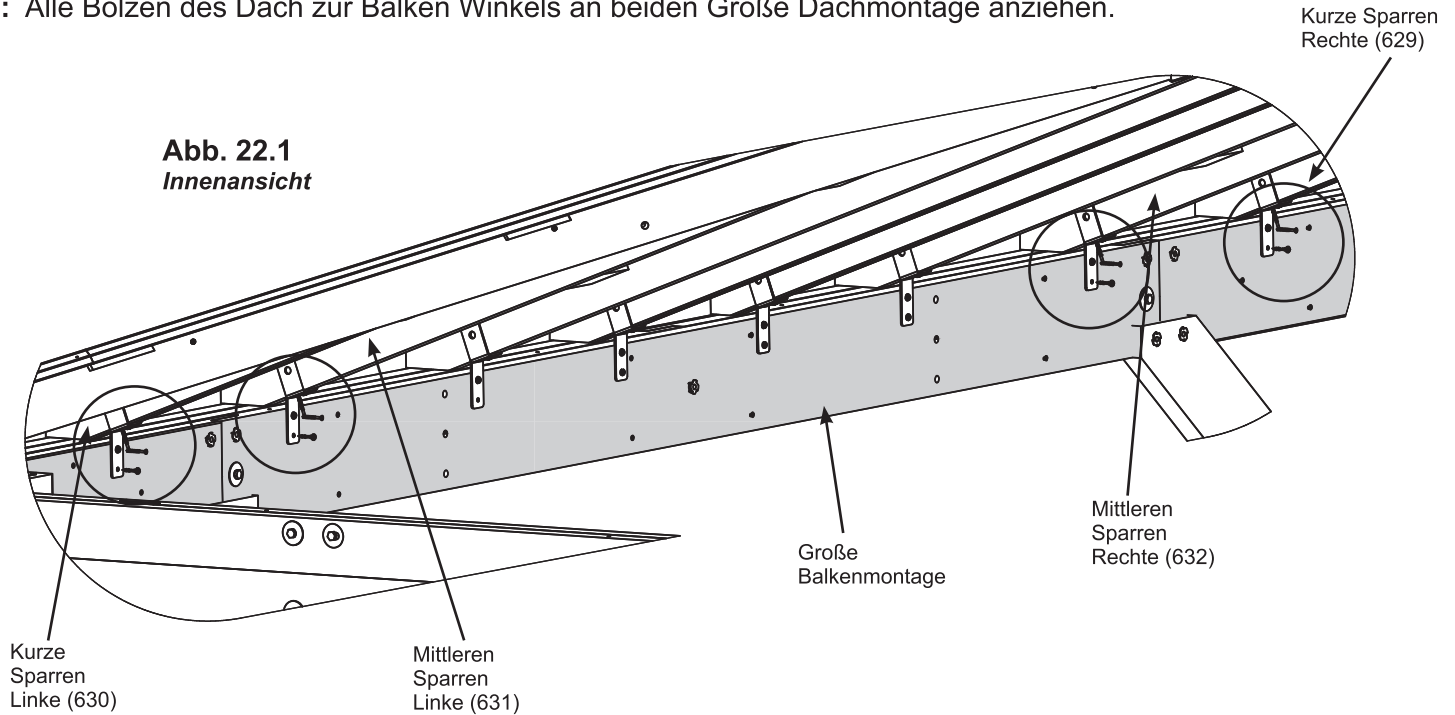 : Alle Bolzen des Dach zur Balken Winkels an beiden Große Dachmontage anziehen.
Kurze Sparren
Rechte (629)
Abb. 22.1
Innenansicht
Mittleren
Sparren
Rechte (632)
Große
Balkenmontage
Kurze
Sparren
Linke (630)
Mittleren
Sparren
Linke (631)